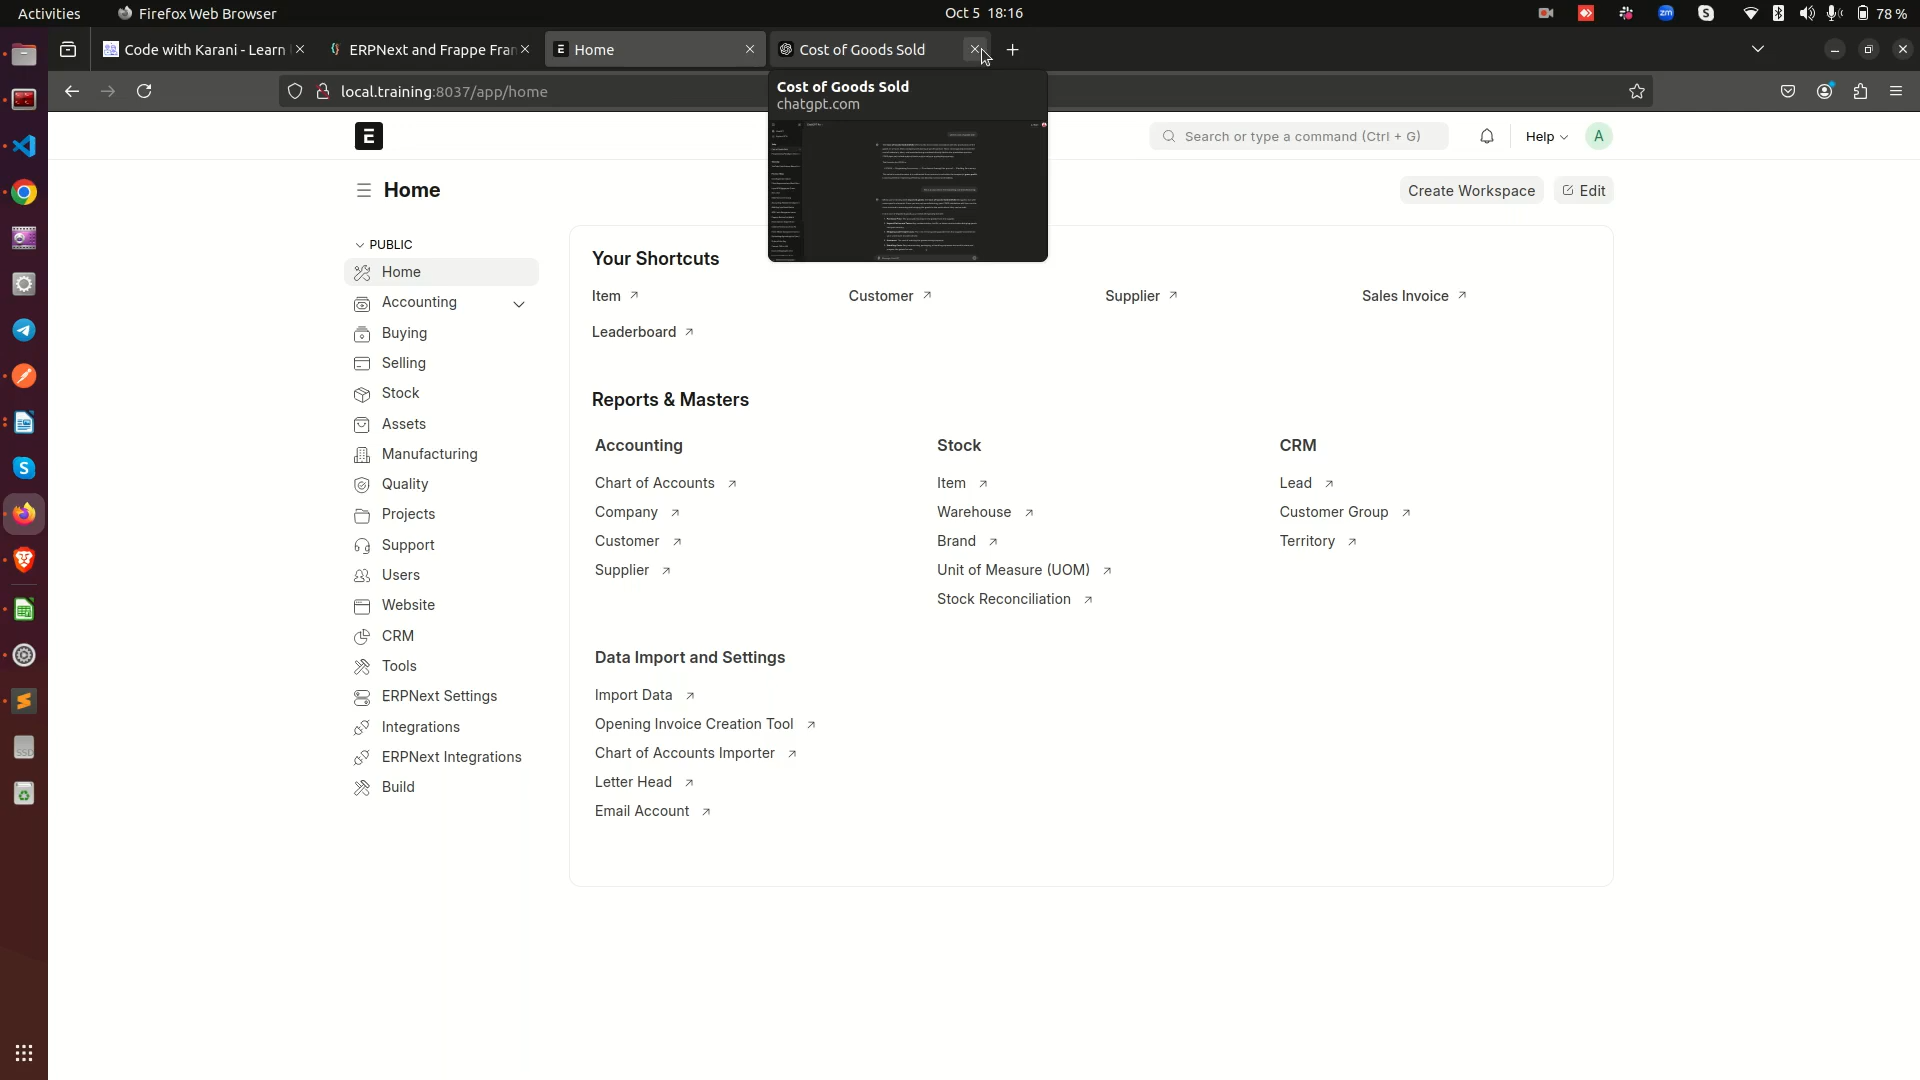 Activities
Firefox Web Browser
Oct 5 18:16
zm
S
78 %
Code with Karani - Learn
ERPNext and Frappe Fran
E Home
Cost of Goods Sold
local.training:8037/app/home
Cost of Goods Sold
chatgpt.com
E
Search or type a command (Ctrl + G)
Help
A
Home
Create Workspace
Edit
PUBLIC
Home
Accounting
Buying
Selling
Stock
Assets
Manufacturing
Quality
Projects
Support
Users
Website
CRM
Tools
ERPNext Settings
Integrations
ERPNext Integrations
Build
Your Shortcuts
Item
Customer
Supplier
Sales Invoice
Leaderboard
Reports & Masters
Accounting
Chart of Accounts
Company
Customer
Supplier
Stock
Item
Warehouse
Brand
Unit of Measure (UOM)
Stock Reconciliation
CRM
Lead
Customer Group
Territory
Data Import and Settings
Import Data
Opening Invoice Creation Tool
Chart of Accounts Importer
Letter Head
Email Account
S
SSD